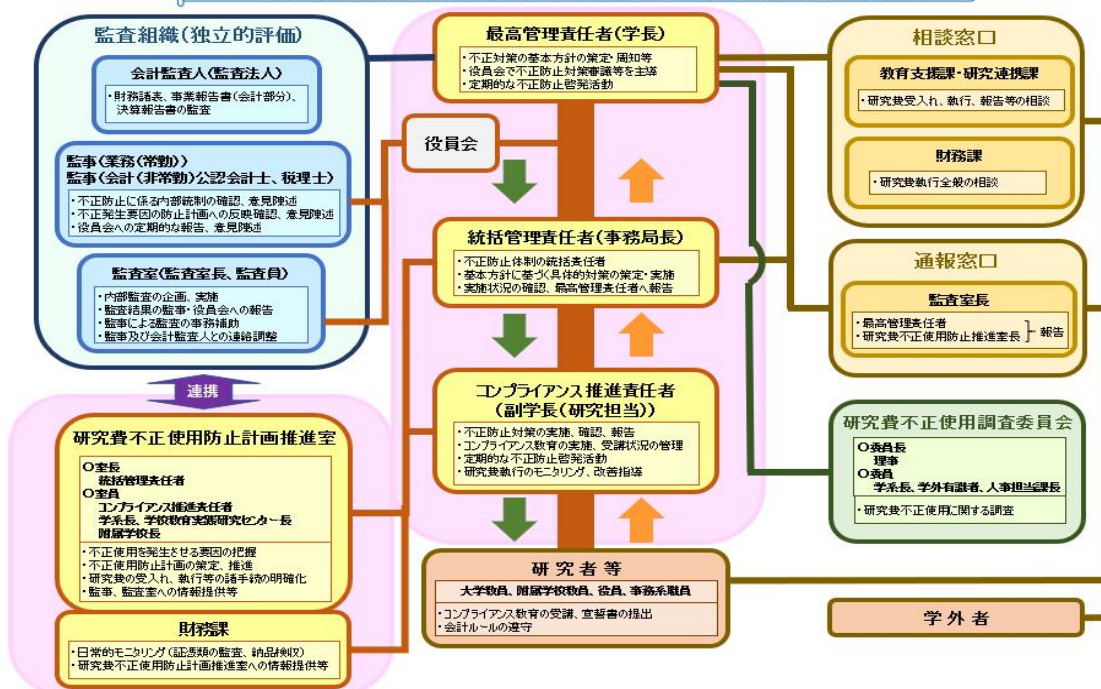 監査組織(独立的評価)
会計監査人(監査法人)
・財務諸表、事業報告書(会計部分)、
決算報告書の監査
監事(業務(常勤))
監事(会計(非常勤)公認会計士、税理士)
・不正防止に係る内部統制の確認、意見陳述
・不正発生要因の防止計画への反映確認、意見陳述
・役員会への定期的な報告、意見陳述
監査室(監査室長、監査員)
・内部監査の企画、実施
・監査結果の監事・役員会への報告
・監事による監査の事務補助
・監事及び会計監査人との連絡調整
連携
研究費不正使用防止計画推進室
〇室長
統括管理責任者
〇室員
コンプライアンス推進責任者
学系長、学校教育実践研究センター長
附属学校長
・不正使用を発生させる要因の把握
・不正使用防止計画の策定、推進
・研究費の受入れ、執行等の諸手続の明確化
・監事、監査室への情報提供等
財務課
・日常的モニタリング(証憑類の監査、納品検収)
・研究費不正使用防止計画推進室への情報提供等
最高管理責任者(学長)
・不正対策の基本方針の策定・周知等
・役員会で不正防止対策審議等を主導
・定期的な不正防止啓発活動
役員会
統括管理責任者(事務局長)
・不正防止体制の統括責任者
・基本方針に基づく具体的対策の策定・実施
・実施状況の確認、最高管理責任者へ報告
コンプライアンス推進責任者
(副学長(研究担当))
・不正防止対策の実施、確認、報告
・コンプライアンス教育の実施、受講状況の管理
・定期的な不正防止啓発活動
・研究費執行のモニタリング、改善指導
研究者等
大学教員、附属学校教員、役員、事務系職員
・コンプライアンス教育の受講、宣誓書の提出
・会計ルールの遵守
相談窓口
教育支援課・研究連携課
・研究費受入れ、執行、報告等の相談
財務課
・研究費執行全般の相談
通報窓口
監査室長
・最高管理責任者
・研究費不正使用防止推進室長
報告
研究費不正使用調査委員会
〇委員長
理事
〇委員
学系長、学外有識者、人事担当課長
・研究費不正使用に関する調査
学外者